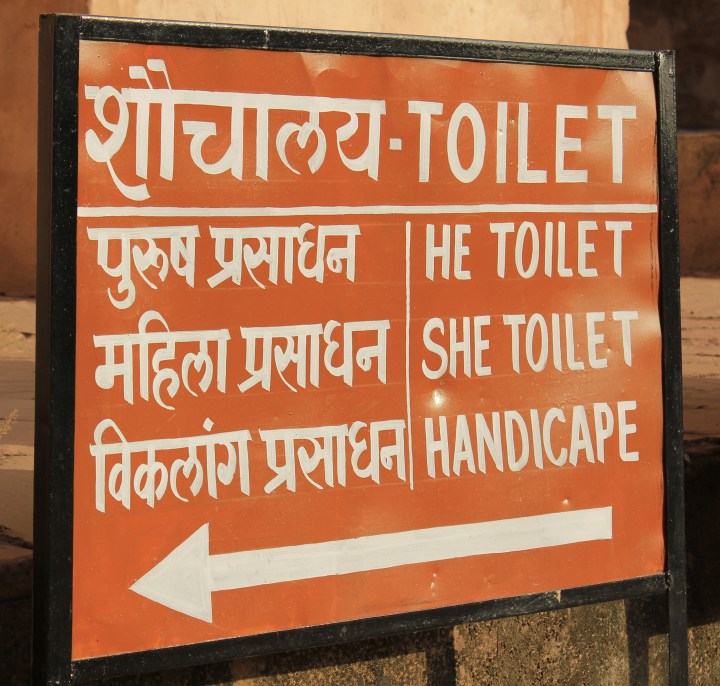 शौचालय - TOILET
पुरूष प्रसाधन HE TOILET
महिला प्रसाधन SHE TOILET
विकलांग प्रसाधन HANDICAPE